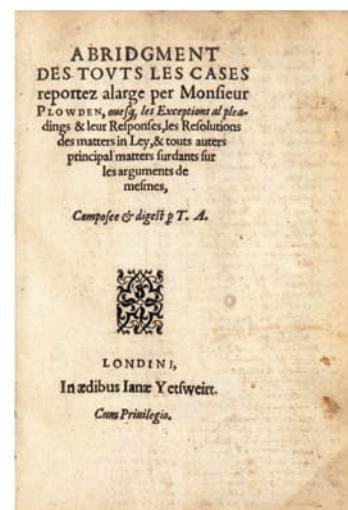 ABRIDGMENT
DES TOVTS LES CASES
reportez alarge per Monſieur
PLOWDEN, oueſq, les Exceptions al plea-
dings & leur Reſponſes, les Reſolutions
des matters in Ley, & touts auters
principal matters ſurdants ſur
les arguments de
meſmes,
Compoſee & digeſt p T. A.
LONDINI,
In ædibus Ianæ Yetſweirt.
Cum Priuilegio.